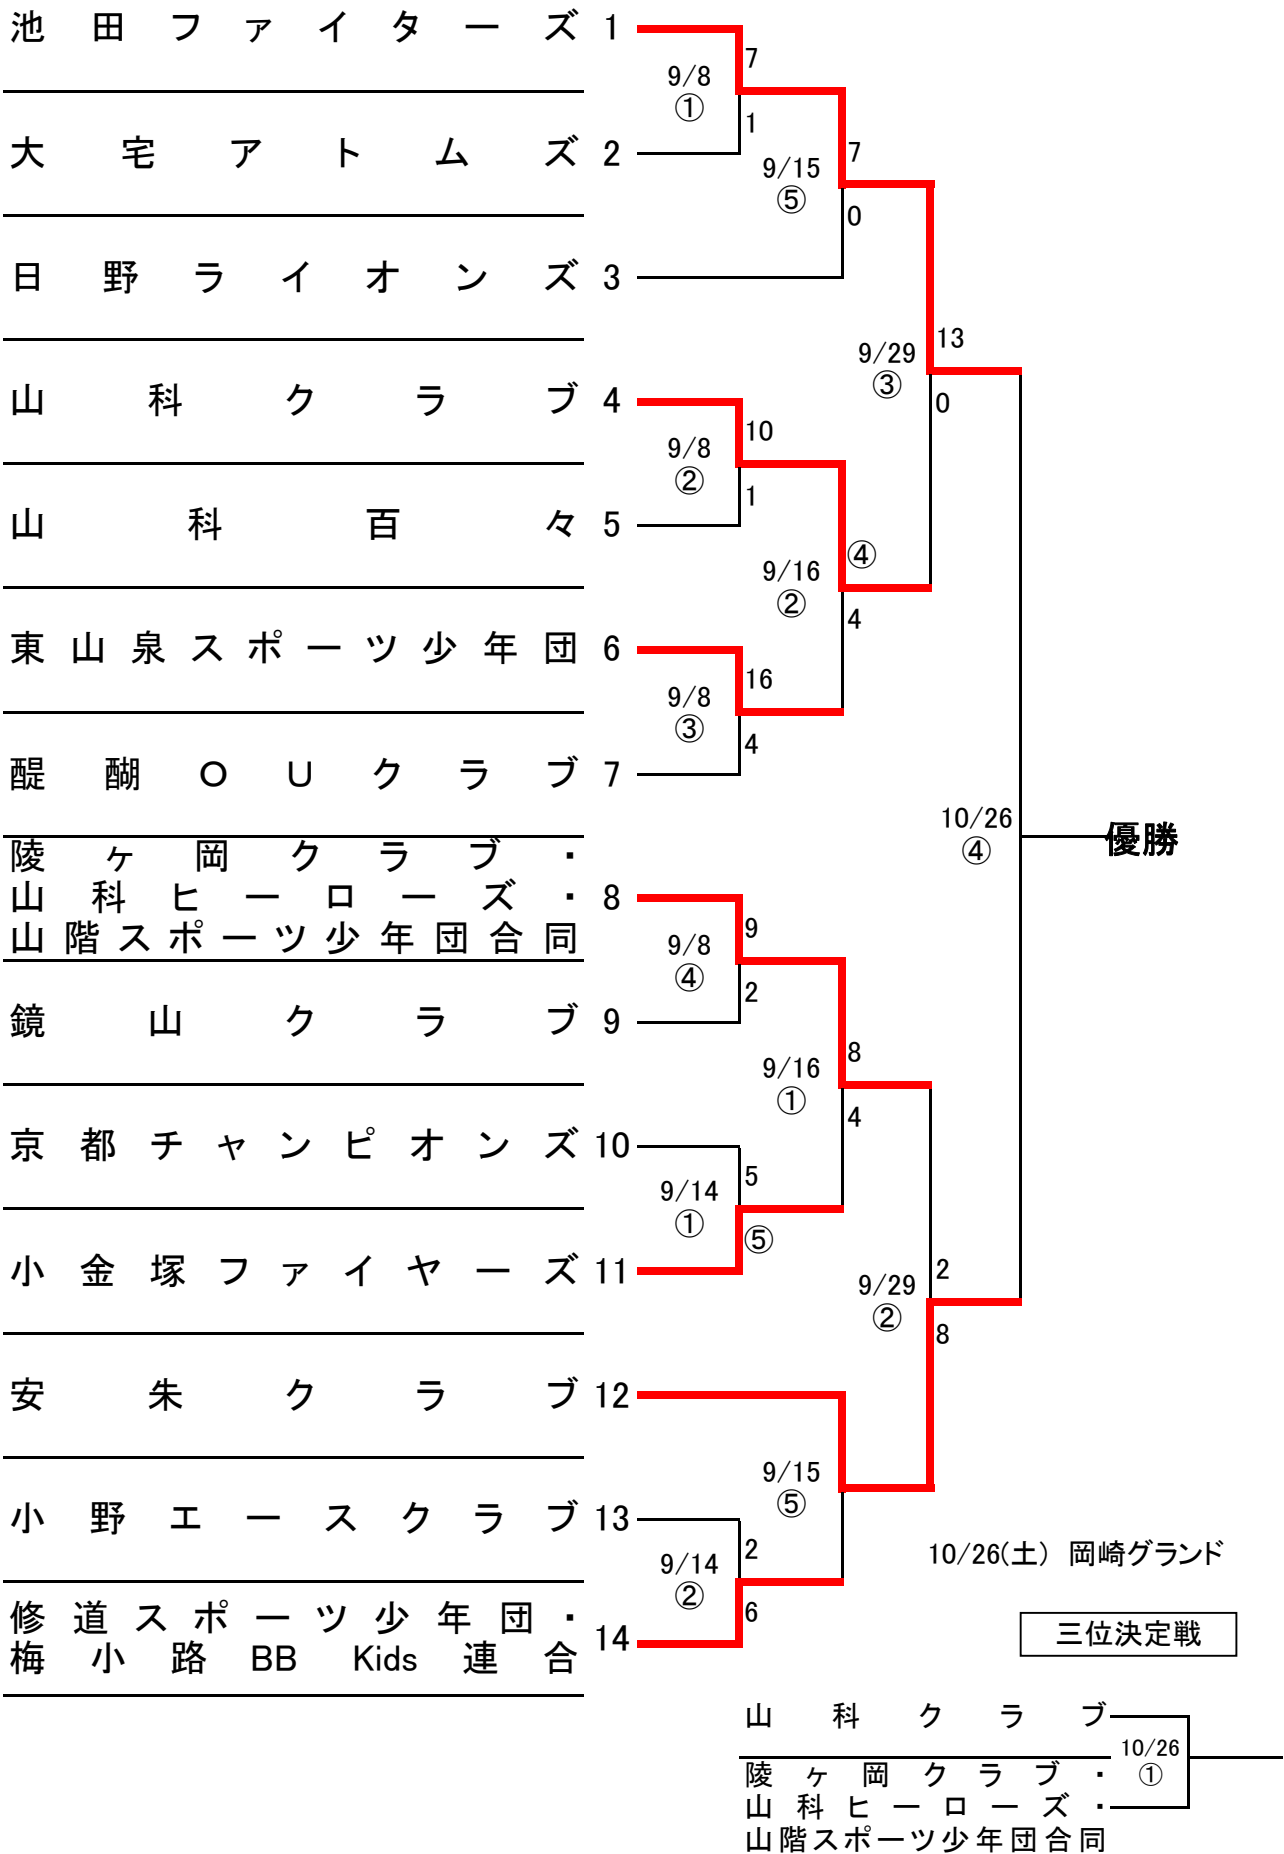 池田ファイターズ 1
7
9/8
①
1
大宅アトムズ 2
7
9/15
⑤
0
日野ライオンズ 3
13
9/29
③
0
山科クラブ 4
10
9/8
②
1
山科百々 5
④
9/16
②
4
東山泉スポーツ少年団 6
16
9/8
③
4
醍醐OUクラブ 7
10/26
④
優勝
陵ヶ岡クラブ・
山科ヒーローズ・ 8
山階スポーツ少年団合同
9
9/8
④
2
鏡山クラブ 9
8
9/16
①
4
京都チャンピオンズ 10
5
9/14
①
⑤
小金塚ファイヤーズ 11
2
9/29
②
8
安朱クラブ 12
9/15
⑤
小野エースクラブ 13
2
9/14
②
6
10/26(土) 岡崎グランド
修道スポーツ少年団・
14
梅小路BB Kids 連合
三位決定戦
山科クラブ
10/26
①
陵ヶ岡クラブ・
山科ヒーローズ・
山階スポーツ少年団合同